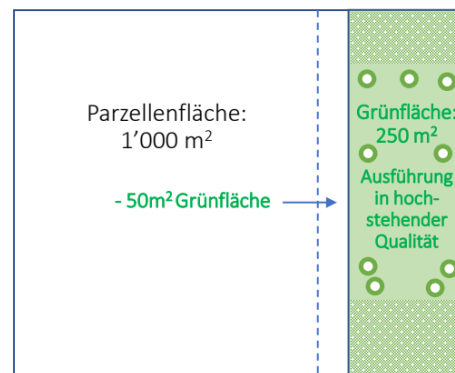 Parzellenfläche:
1’000 m²
- 50m² Grünfläche
Grünfläche:
250 m²
Ausführung
in hoch-
stehender
Qualität